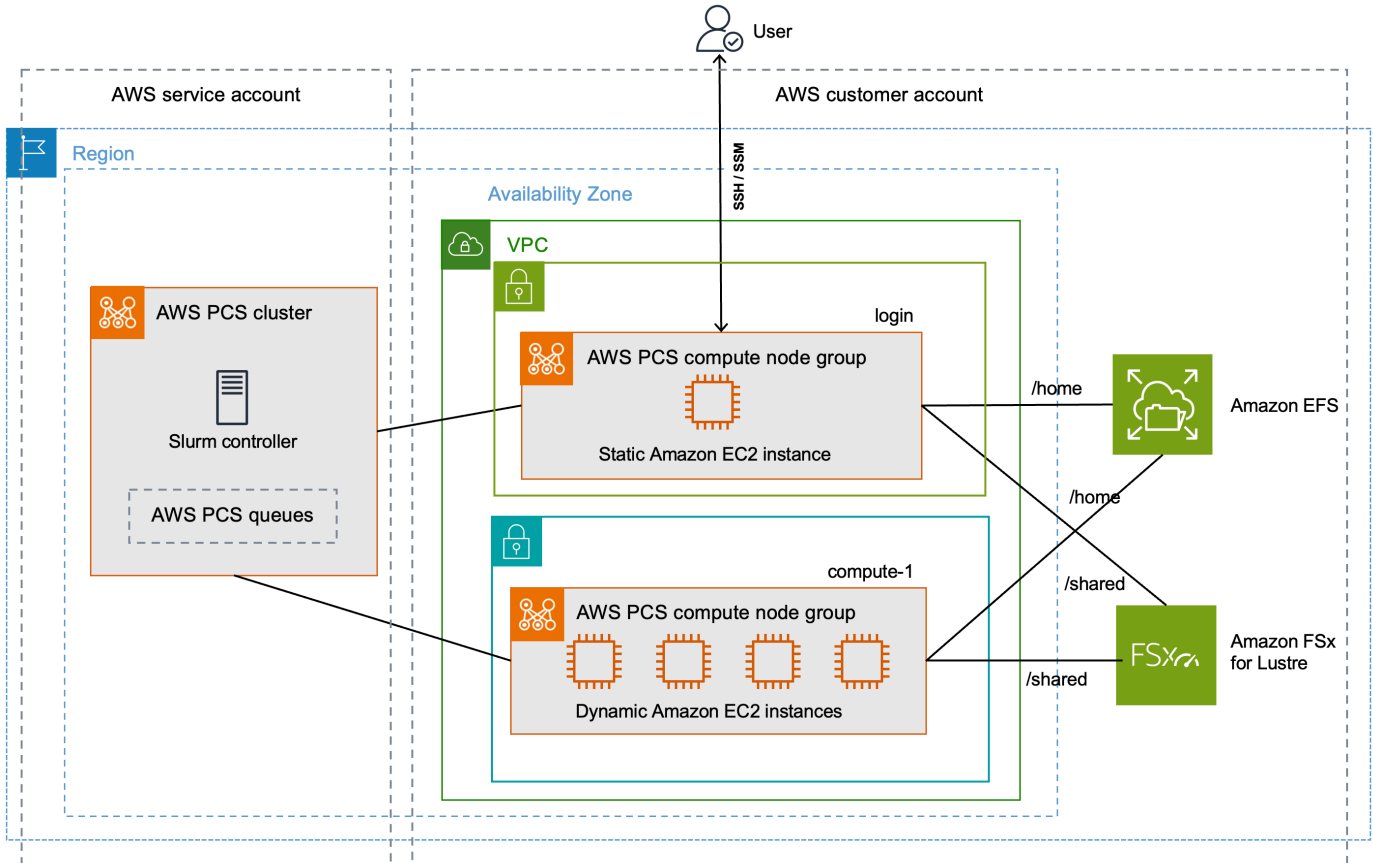 User
AWS service account
AWS customer account
Region
SSH / SSM
Availability Zone
VPC
AWS PCS cluster
login
AWS PCS compute node group
Slurm controller
Static Amazon EC2 instance
/home
Amazon EFS
AWS PCS queues
/home
compute-1
/shared
AWS PCS compute node group
Dynamic Amazon EC2 instances
/shared
FSx
Amazon FSx
for Lustre